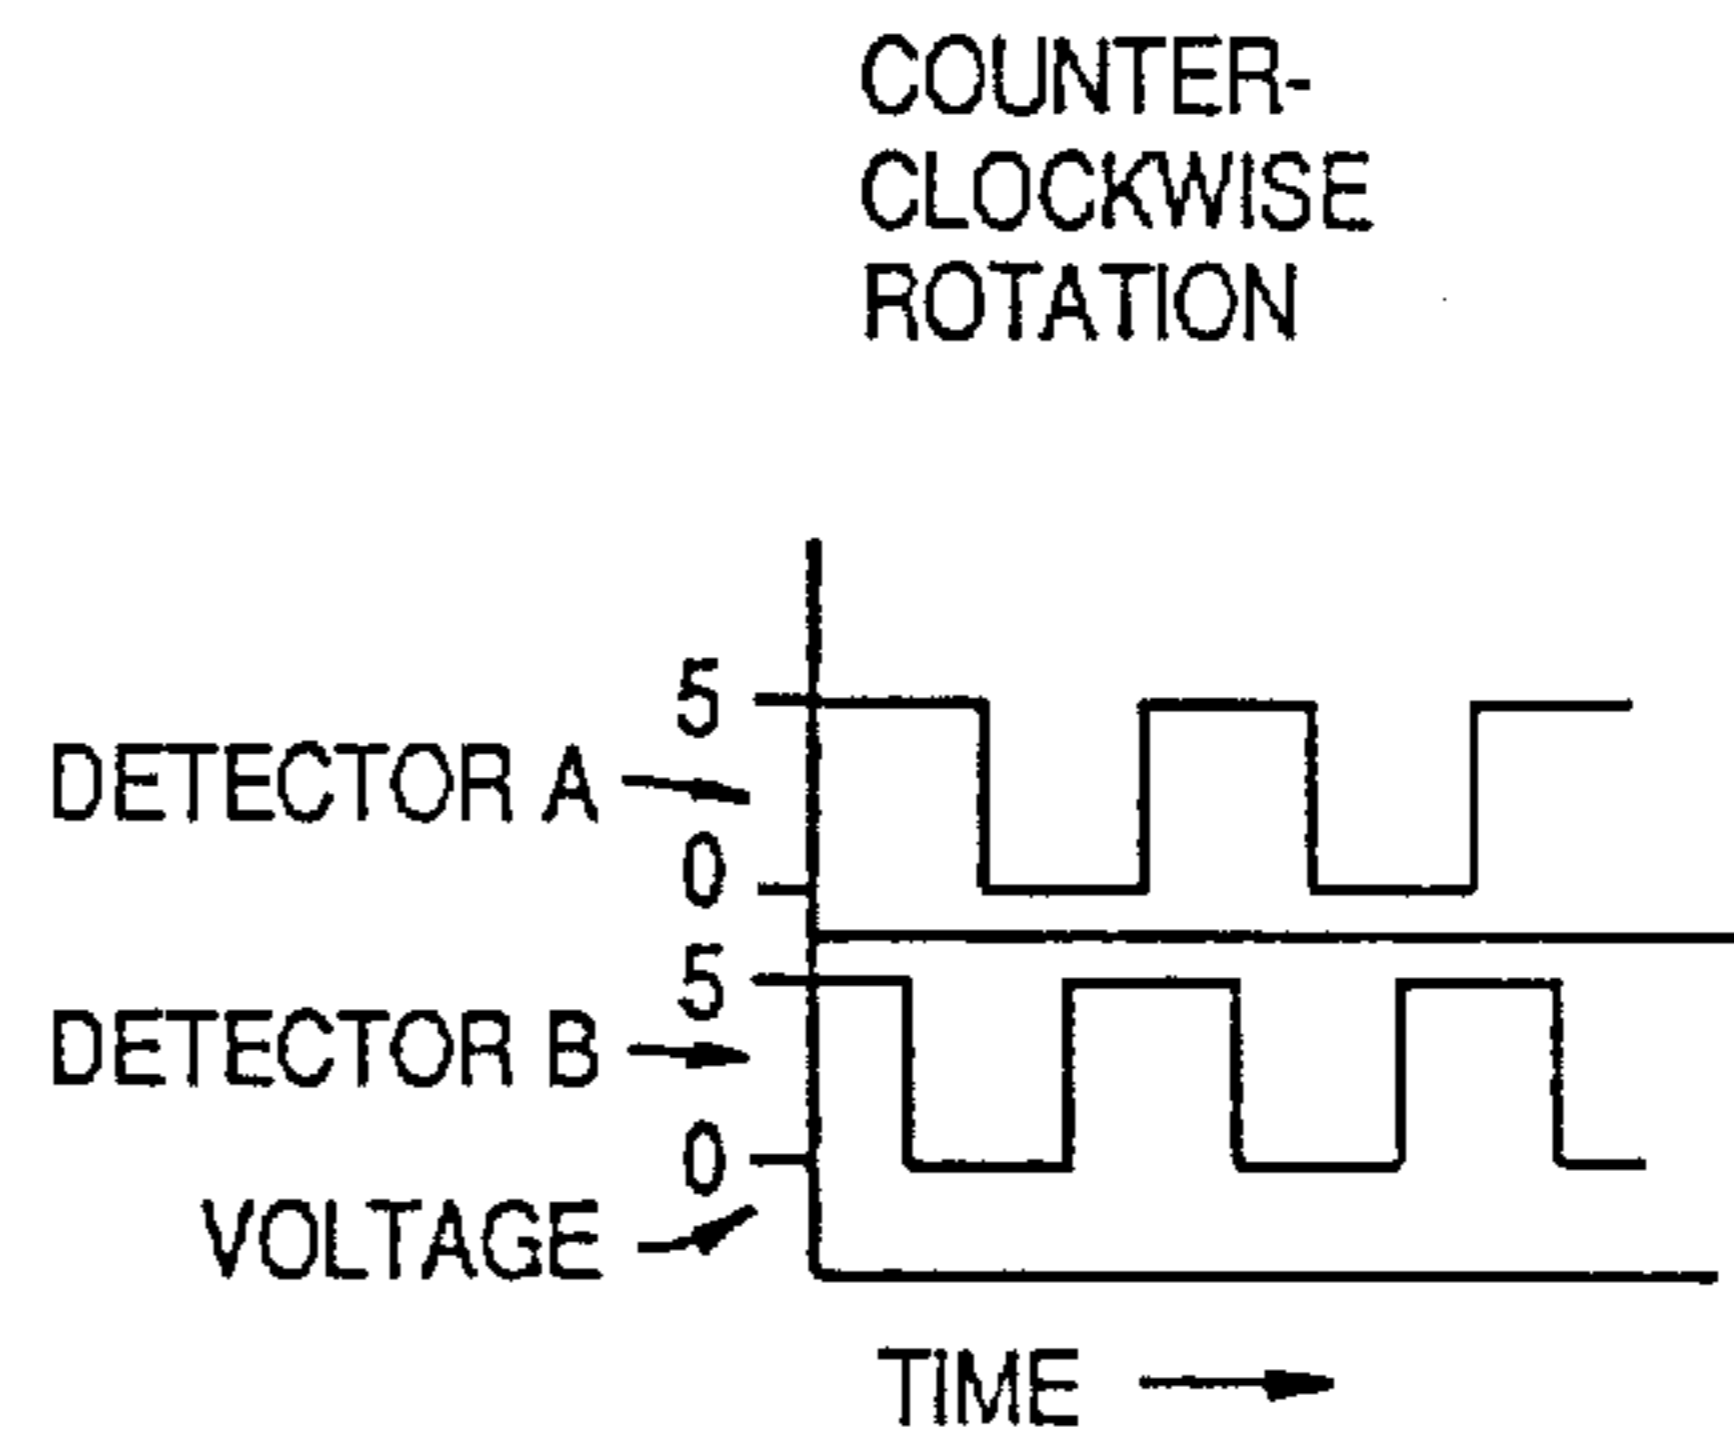 COUNTER-
CLOCKWISE
ROTATION
5
DETECTOR A
0
5
DETECTOR B
0
VOLTAGE
TIME